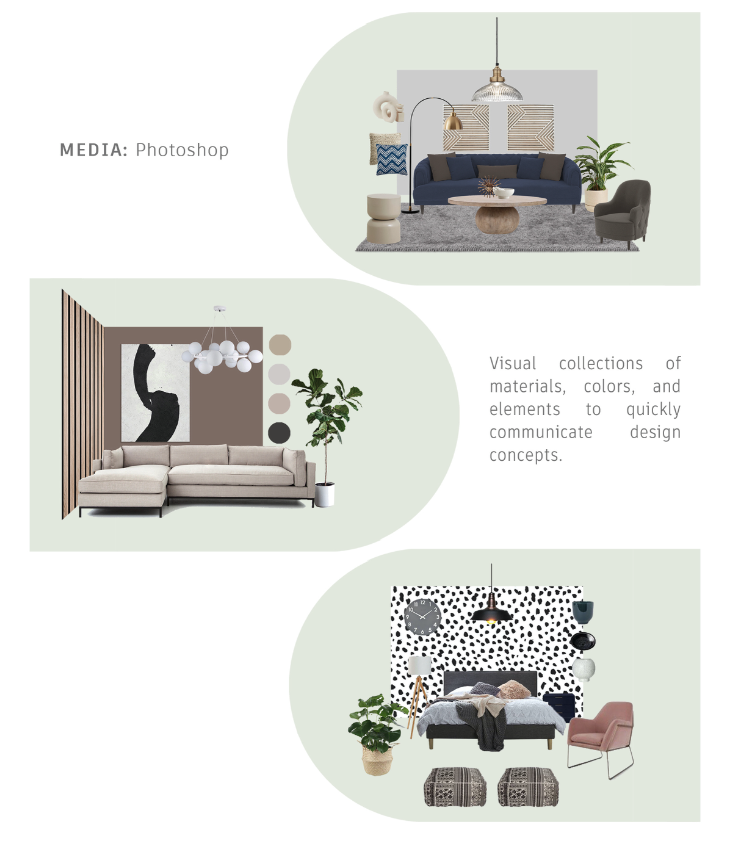 MEDIA: Photoshop
Visual collections of
materials, colors, and
elements to quickly
communicate design
concepts.